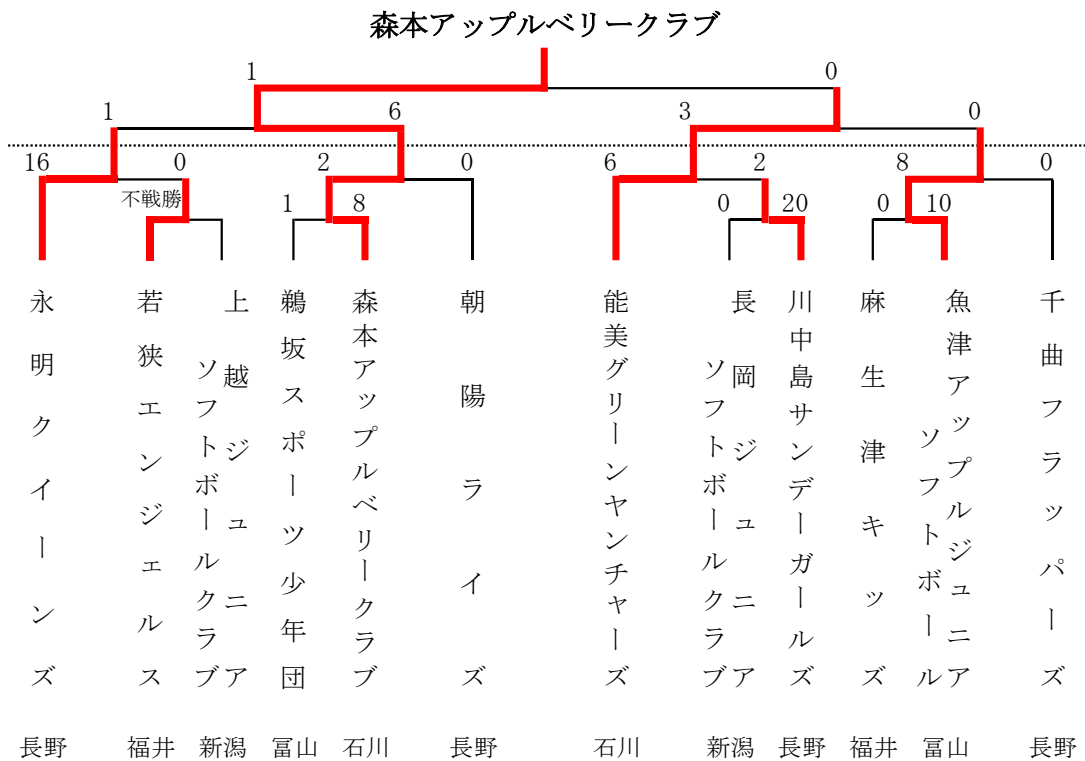 森本アップルベリークラブ
1 0
1 6 3 0
16 0 2 0 6 2 8 0
不戦勝 1 8 0 20 0 10
永明クイーンズ
若狭エンジェルス
上越ジュニア
ソフトボールクラブ
鵜坂スポーツ少年団
森本アップルベリークラブ
朝陽ライズ
能美グリーンヤンチャーズ
長岡ジュニア
ソフトボールクラブ
川中島サンデーガールズ
麻生津キッズ
魚津アップルジュニア
ソフトボール
千曲フラッパーズ
長野 福井 新潟 冨山 石川 長野 石川 新潟 長野 福井 冨山 長野